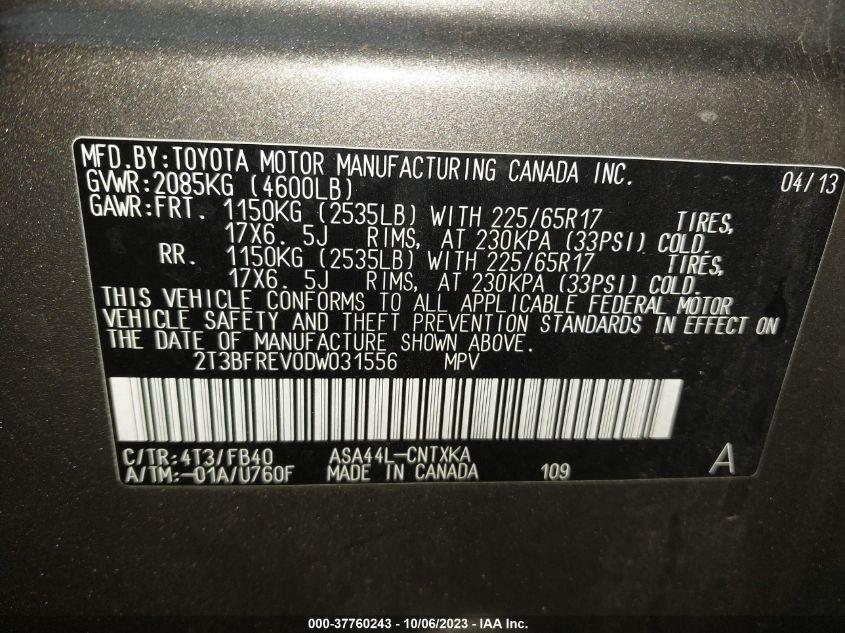 MFD.BY:TOYOTA MOTOR MANUFACTURING CANADA INC. 04/13
GVWR:2085KG (4600LB)
GAWR:FRT. 1150KG (2535LB) WITH 225/65R17 TIRES,
17X6. 5J RIMS, AT 230KPA (33PSI) COLD.
RR. 1150KG (2535LB) WITH 225/65R17 TIRES,
17X6. 5J RIMS, AT 230KPA (33PSI) COLD.
THIS VEHICLE CONFORMS TO ALL APPLICABLE FEDERAL MOTOR
VEHICLE SAFETY AND THEFT PREVENTION STANDARDS IN EFFECT ON
THE DATE OF MANUFACTURE SHOWN ABOVE.
2T3BFREV0DW031556 MPV
C/TR:4T3/FB40 ASA44L-CNTXKA A
A/TM:-01A/U760F MADE IN CANADA 109
000-37760243 - 10/06/2023 - IAA Inc.